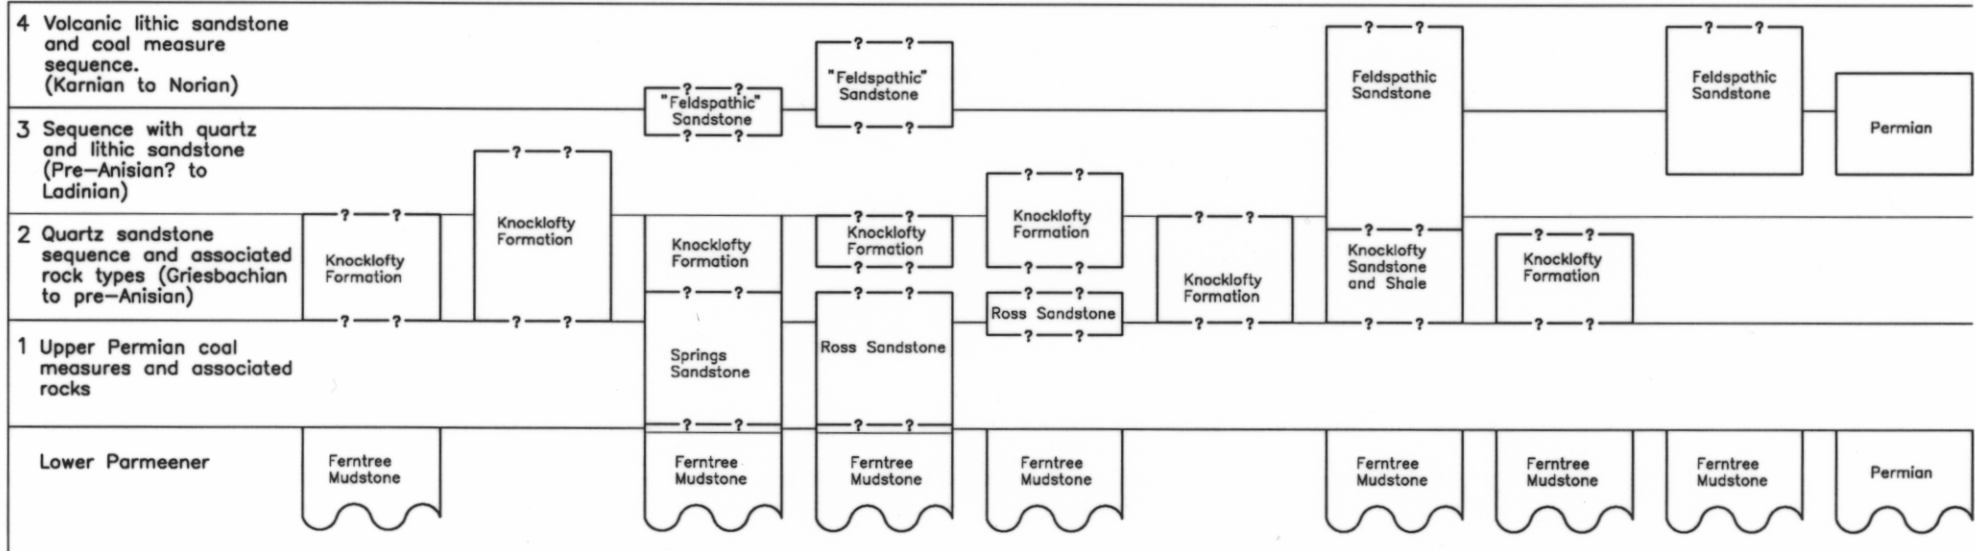 4 Volcanic lithic sandstone
and coal measure
sequence.
(Karnian to Norian)
3 Sequence with quartz
and lithic sandstone
(Pre-Anisian? to
Ladinian)
2 Quartz sandstone
sequence and associated
rock types (Griesbachian
to pre-Anisian)
1 Upper Permian coal
measures and associated
rocks
Lower Parmeener
? ?
Knocklofty
Formation
? ?
Ferntree
Mudstone
? ?
Knocklofty
Formation
? ?
? ?
"Feldspathic"
Sandstone
? ?
Knocklofty
Formation
? ?
Springs
Sandstone
? ?
Ferntree
Mudstone
? ?
"Feldspathic"
Sandstone
? ?
? ?
Knocklofty
Formation
? ?
? ?
Ross Sandstone
? ?
Ferntree
Mudstone
? ?
Knocklofty
Formation
? ?
? ?
Ross Sandstone
? ?
Ferntree
Mudstone
? ?
Knocklofty
Formation
? ?
? ?
Feldspathic
Sandstone
? ?
Knocklofty
Sandstone
and Shale
? ?
Ferntree
Mudstone
? ?
Knocklofty
Formation
? ?
Ferntree
Mudstone
? ?
Feldspathic
Sandstone
Ferntree
Mudstone
Permian
Permian